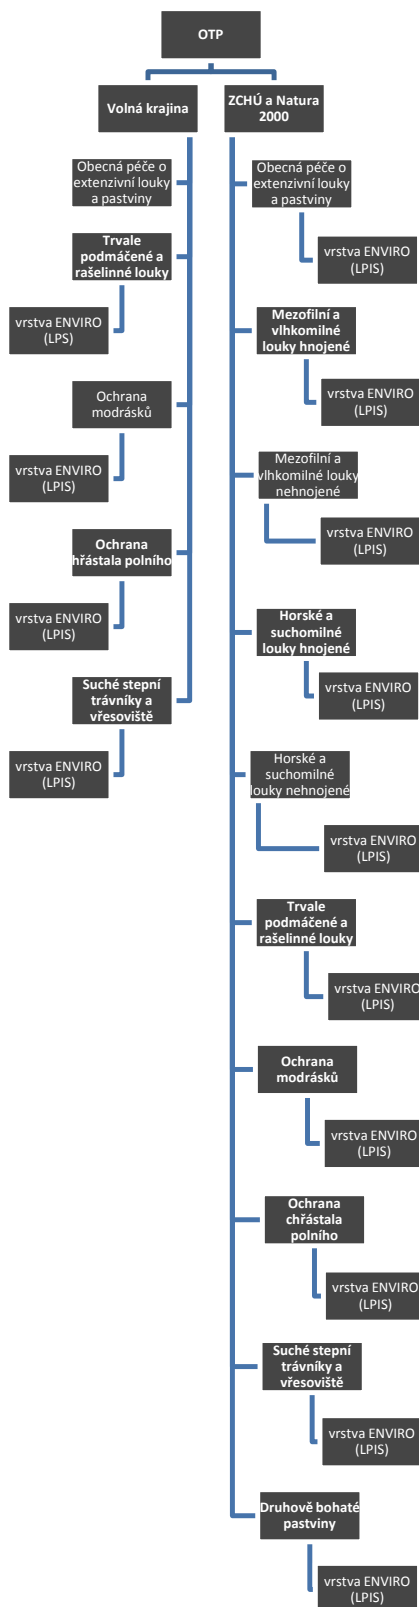 OTP
Volná krajina
Obecná péče o
extenzivní louky
a pastviny
Trvale
podmáčené a
rašelinné louky
vrstva ENVIRO
(LPS)
Ochrana
modrásků
vrstva ENVIRO
(LPIS)
Ochrana
hřástala polního
vrstva ENVIRO
(LPIS)
Suché stepní
trávníky a
vřesoviště
vrstva ENVIRO
(LPIS)
ZCHÚ a Natura
2000
Obecná péče o
extenzivní louky
a pastviny
vrstva ENVIRO
(LPIS)
Mezofilní a
vlhkomilné
louky hnojené
vrstva ENVIRO
(LPIS)
Mezofilní a
vlhkomilné louky
nehnojené
vrstva ENVIRO
(LPIS)
Horské a
suchomilné
louky hnojené
vrstva ENVIRO
(LPIS)
Horské a
suchomilné
louky nehnojené
vrstva ENVIRO
(LPIS)
Trvale
podmáčené a
rašelinné louky
vrstva ENVIRO
(LPIS)
Ochrana
modrásků
vrstva ENVIRO
(LPIS)
Ochrana
chřástala
polního
vrstva ENVIRO
(LPIS)
Suché stepní
trávníky a
vřesoviště
vrstva ENVIRO
(LPIS)
Druhově bohaté
pastviny
vrstva ENVIRO
(LPIS)